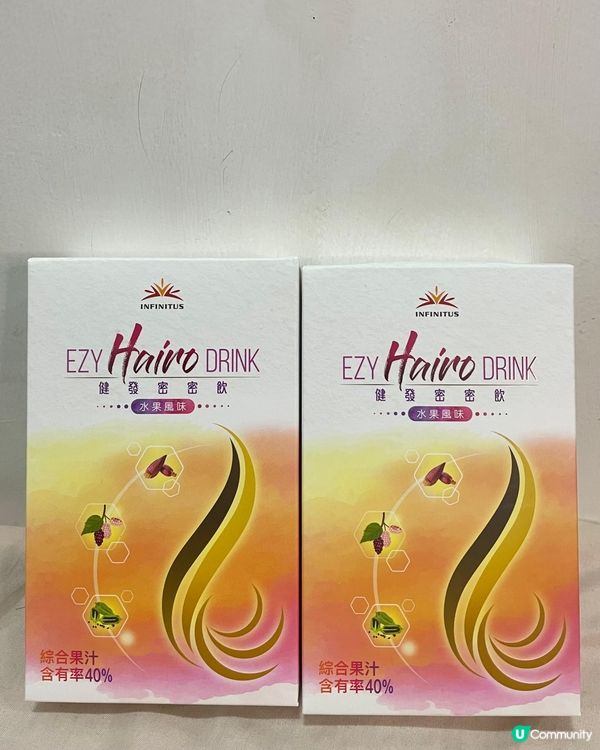 INFINITUS
EZY Hairo DRINK
健發密密飲
水果風味
綜合果汁
含有率40%
INFINITUS
EZY Hairo DRINK
健發密密飲
水果風味
綜合果汁
含有率40%
U Community